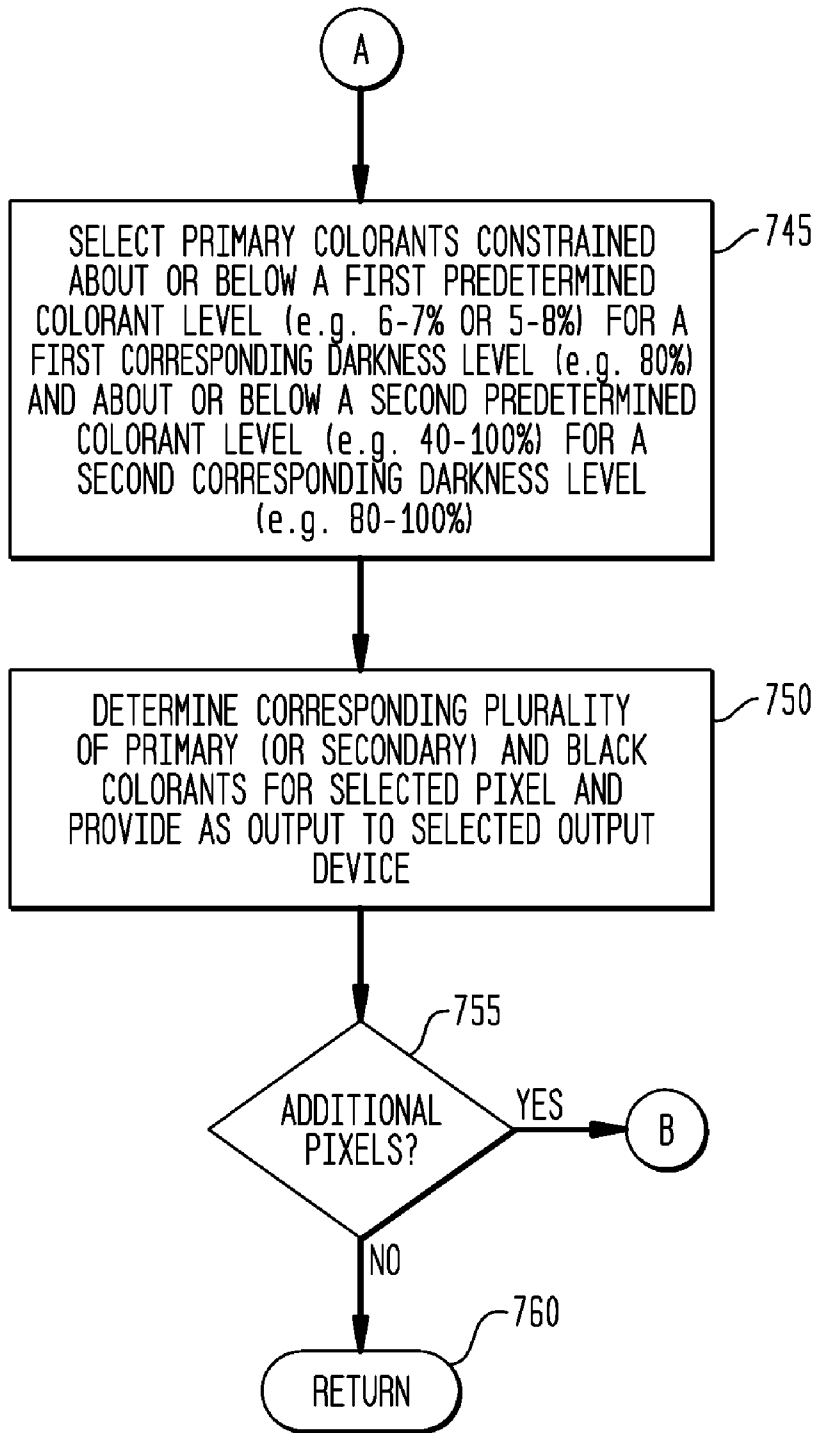 A
SELECT PRIMARY COLORANTS CONSTRAINED
ABOUT OR BELOW A FIRST PREDETERMINED
COLORANT LEVEL (e.g. 6-7% OR 5-8%) FOR A
FIRST CORRESPONDING DARKNESS LEVEL (e.g. 80%)
AND ABOUT OR BELOW A SECOND PREDETERMINED
COLORANT LEVEL (e.g. 40-100%) FOR A
SECOND CORRESPONDING DARKNESS LEVEL
(e.g. 80-100%)
745
DETERMINE CORRESPONDING PLURALITY
OF PRIMARY (OR SECONDARY) AND BLACK
COLORANTS FOR SELECTED PIXEL AND
PROVIDE AS OUTPUT TO SELECTED OUTPUT
DEVICE
750
755
ADDITIONAL
PIXELS?
YES
B
NO
760
RETURN